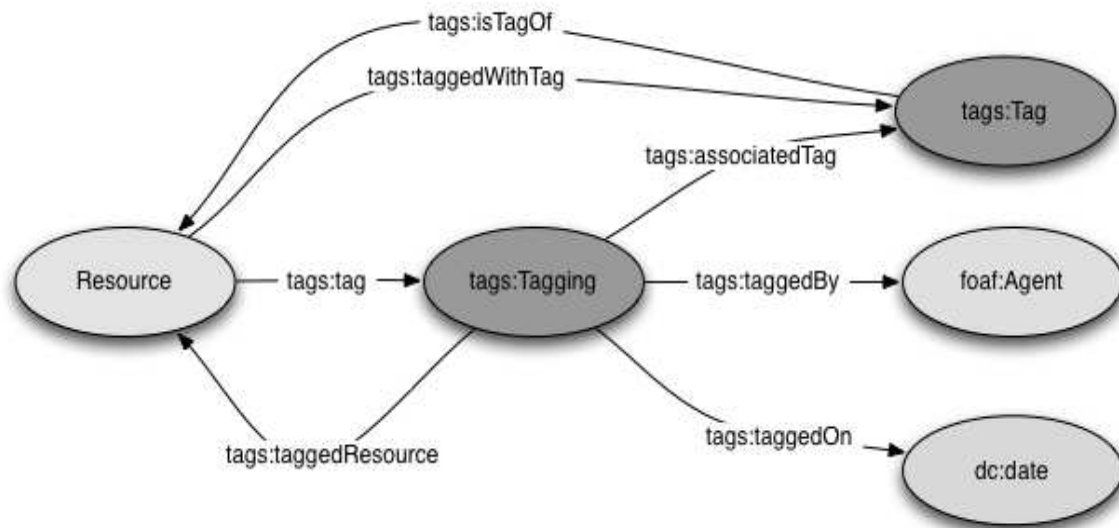 tags:isTagOf
tags:taggedWithTag
tags:Tag
tags:associatedTag
Resource
tags:tag
tags:Tagging
tags:taggedBy
foaf:Agent
tags:taggedResource
tags:taggedOn
dc:date